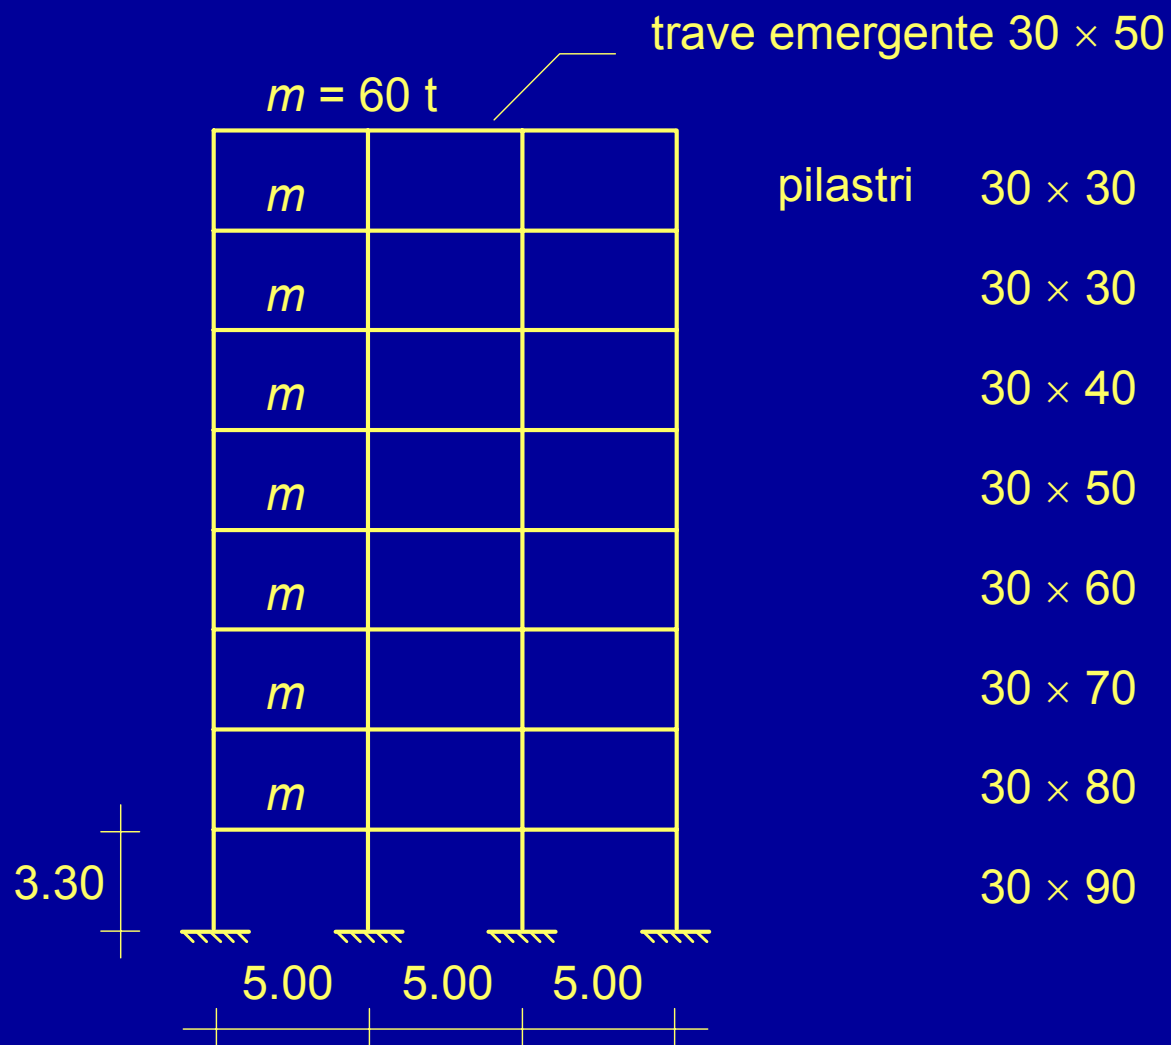 trave emergente 30 × 50
m = 60 t
m
pilastri 30 × 30
m
30 × 30
m
30 × 40
m
30 × 50
m
30 × 60
m
30 × 70
m
30 × 80
3.30
30 × 90
5.00 5.00 5.00